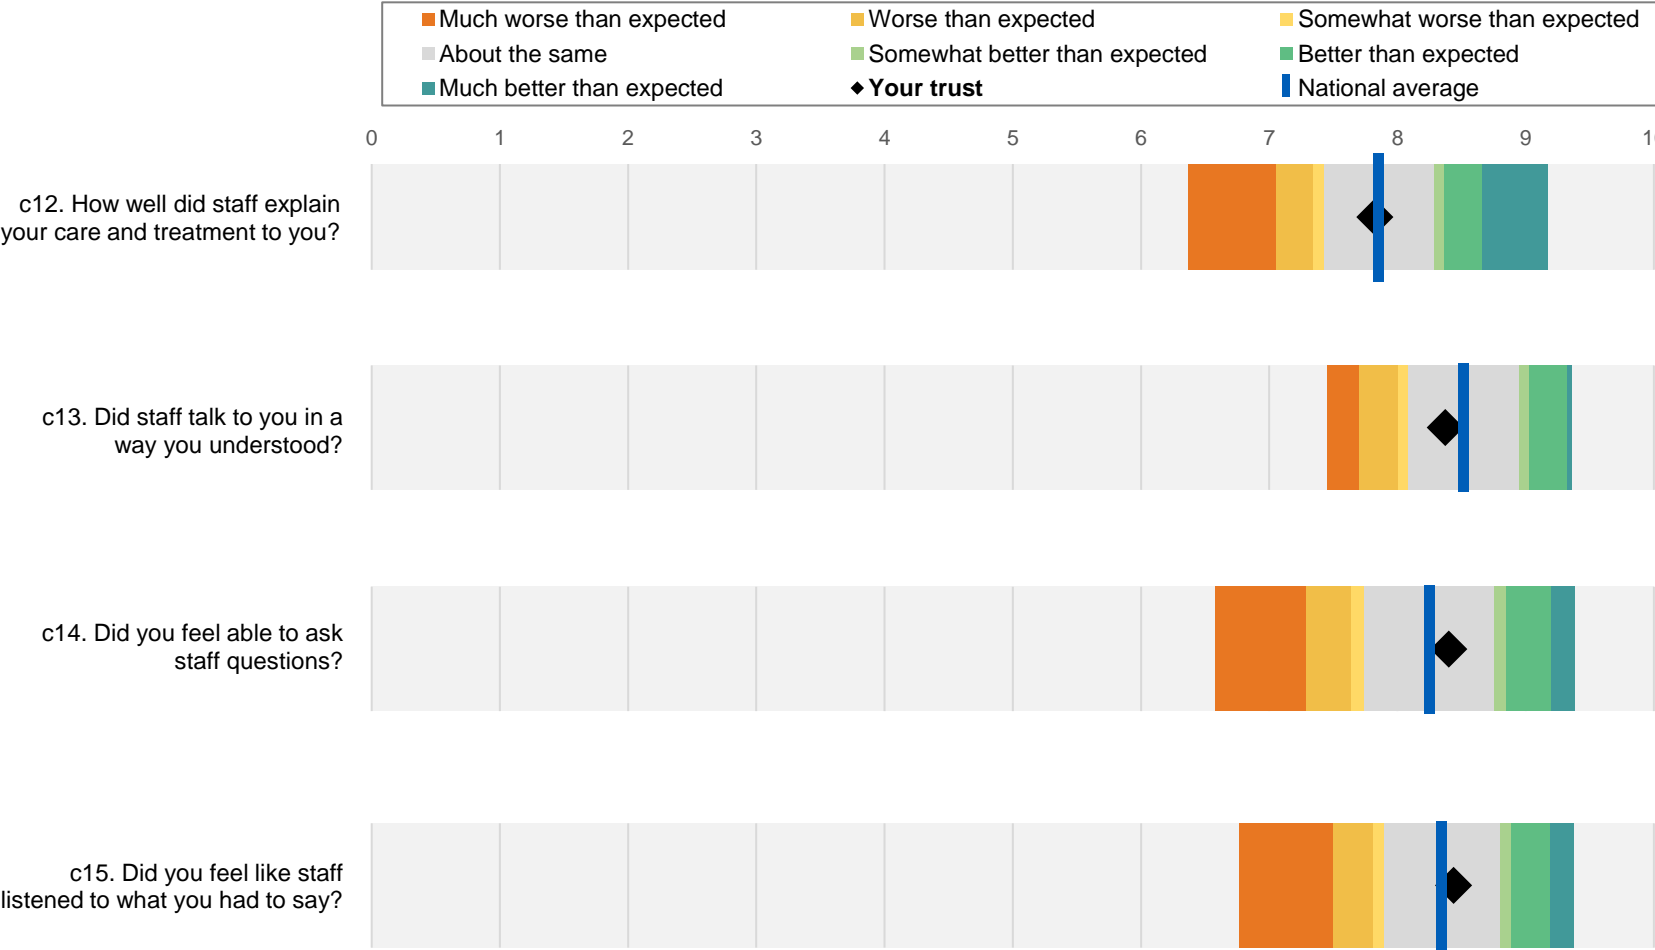 Much worse than expected
Worse than expected
Somewhat worse than expected
About the same
Somewhat better than expected
Better than expected
Much better than expected
Your trust
National average
0 1 2 3 4 5 6 7 8 9
c12. How well did staff explain
your care and treatment to you?
c13. Did staff talk to you in a
way you understood?
c14. Did you feel able to ask
staff questions?
c15. Did you feel like staff
listened to what you had to say?